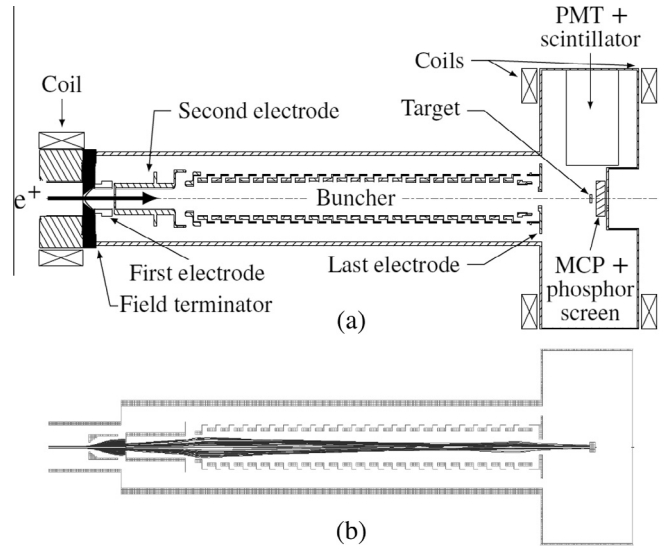 PMT +
scintillator
Coils
Coil
Target
Second electrode
e+
Buncher
First electrode
Last electrode
MCP +
phosphor
screen
Field terminator
(a)
(b)